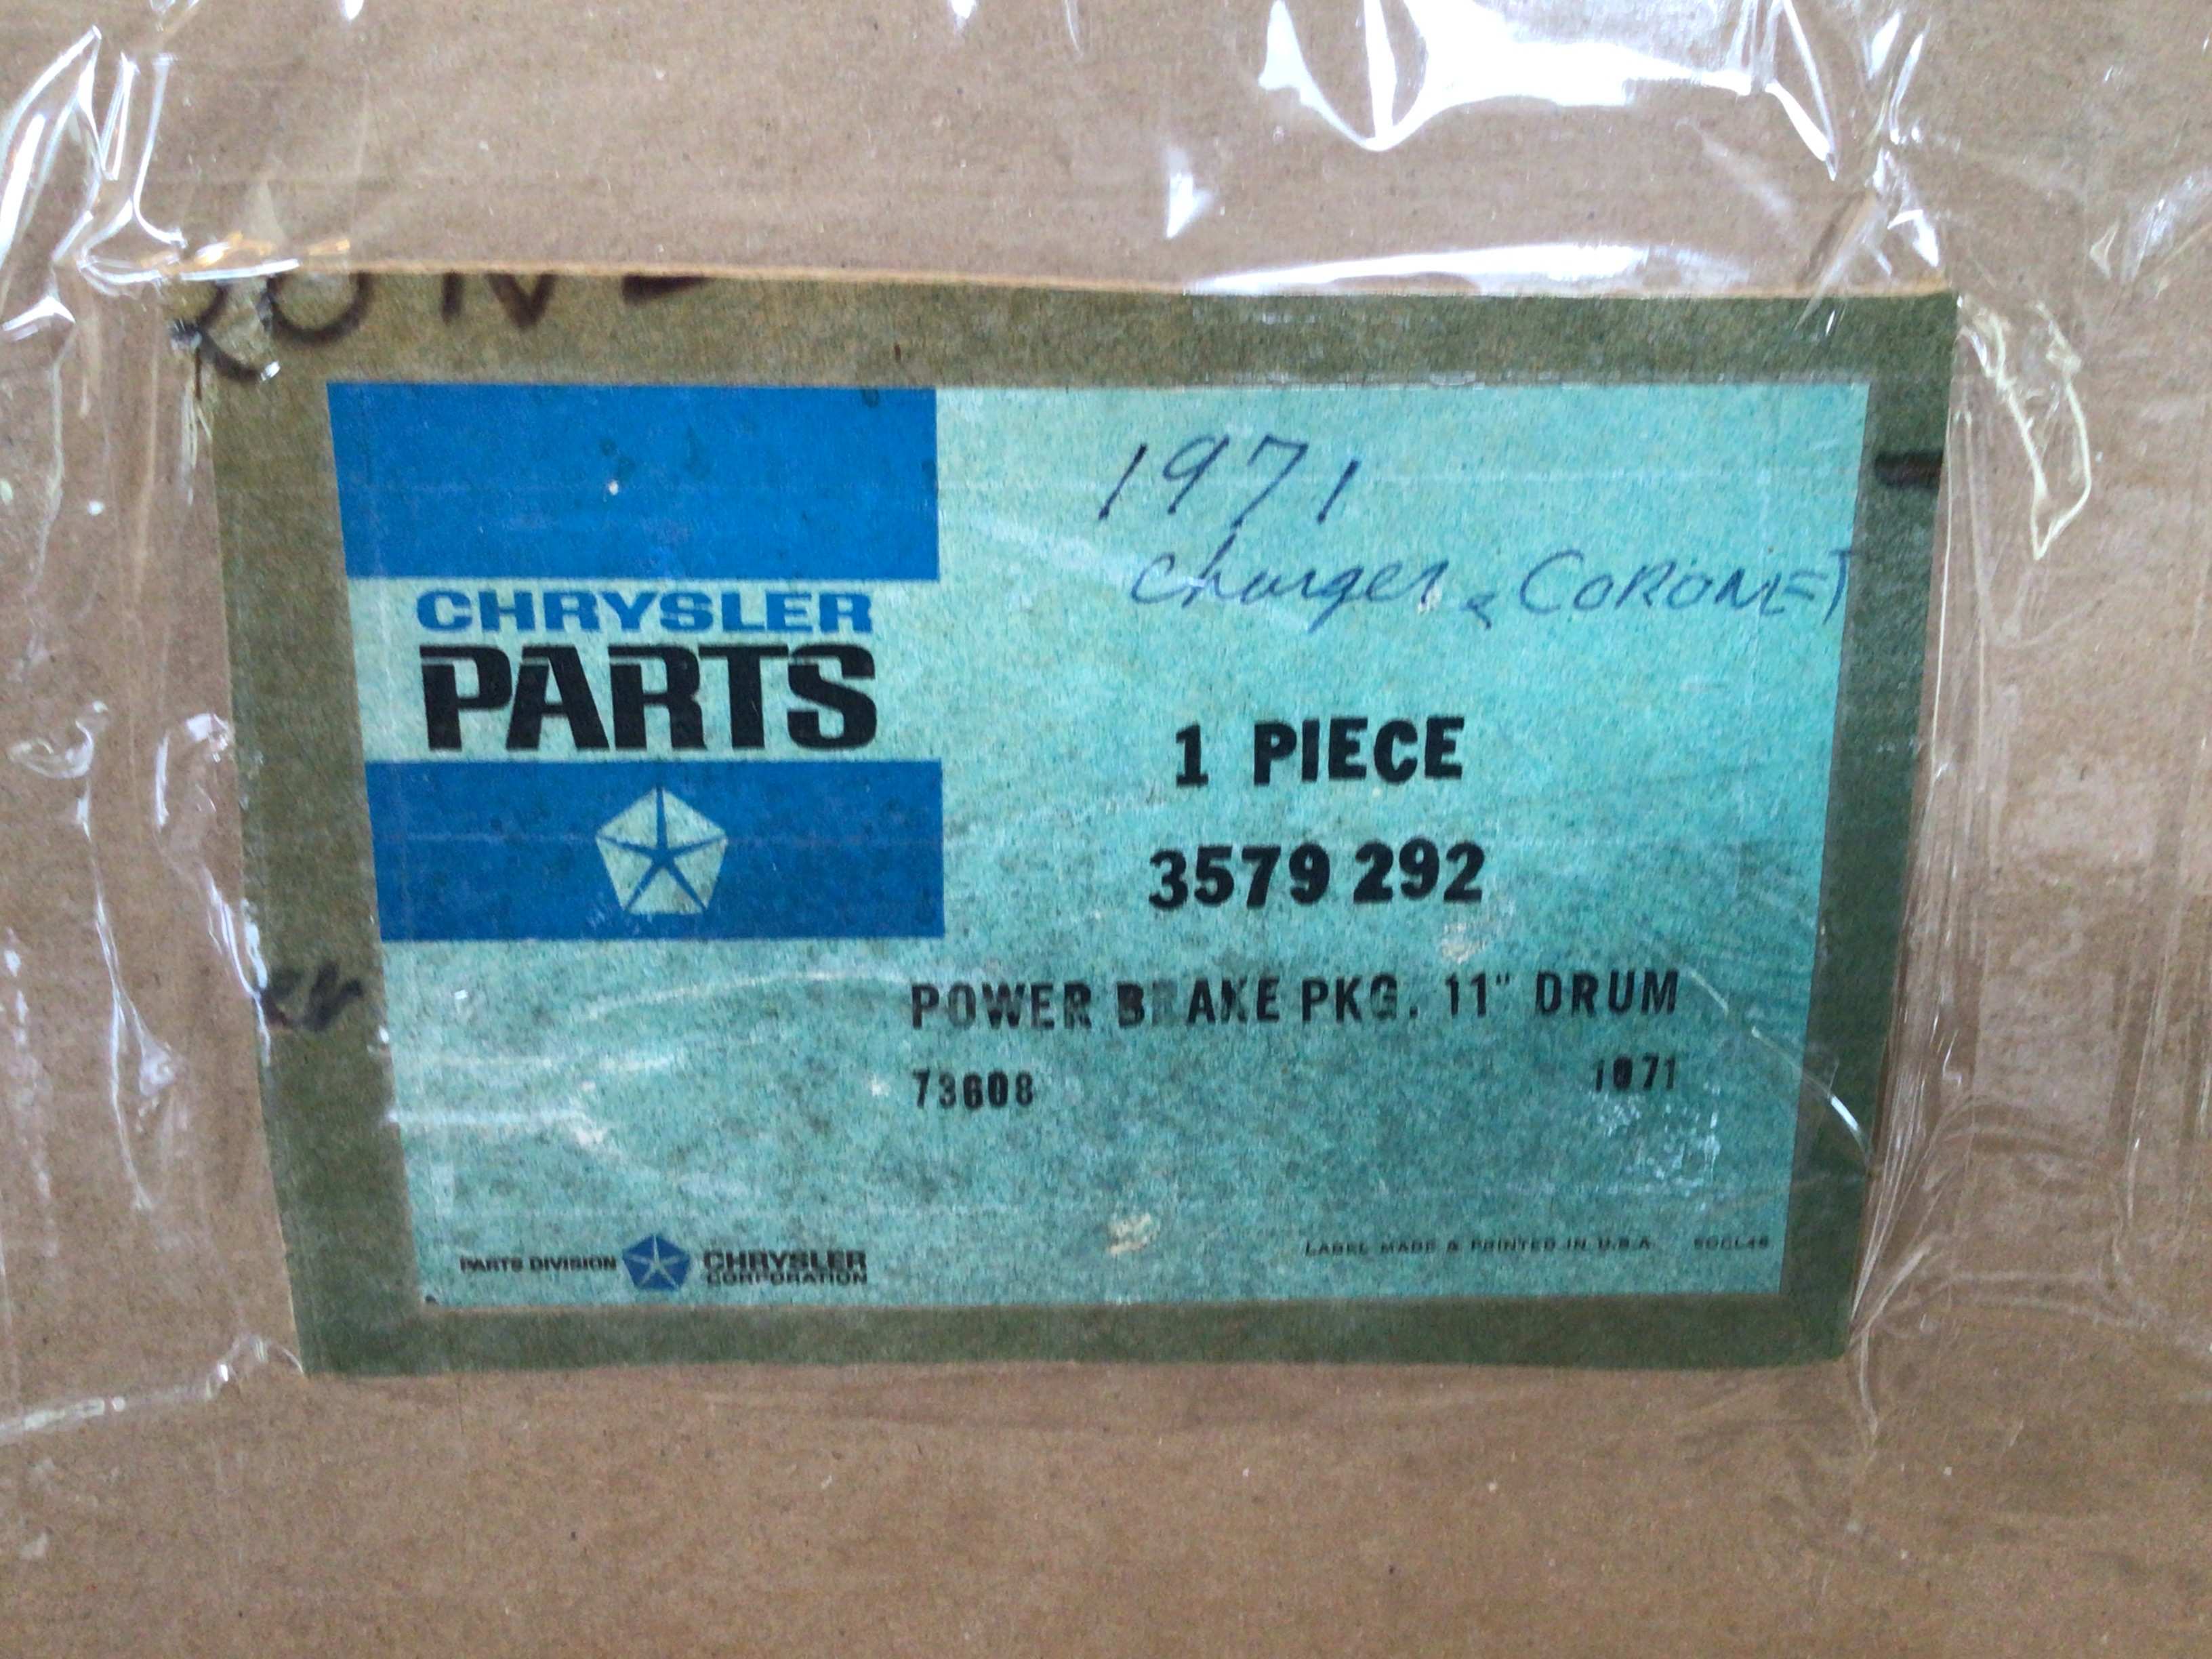 1971
Charger & CORONET
CHRYSLER
PARTS
1 PIECE
3579 292
POWER BRAKE PKG. 11" DRUM
73608 1071
PARTS DIVISION CHRYSLER
CORPORATION
LABEL MADE & PRINTED IN U.S.A.